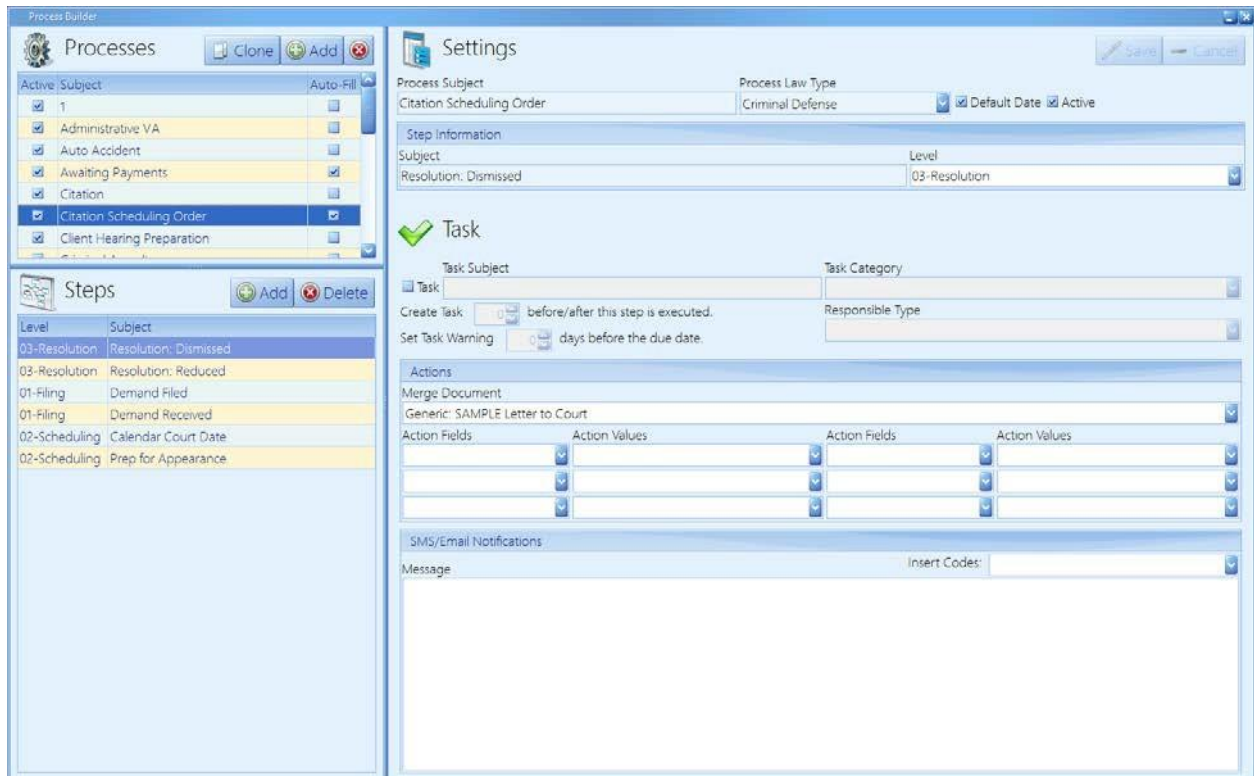 Process Builder
Processes
Clone
Add
Active Subject Auto-Fill
1
Administrative VA
Auto Accident
Awaiting Payments
Citation
Citation Scheduling Order
Client Hearing Preparation
Steps
Add
Delete
Level Subject
03-Resolution Resolution: Dismissed
03-Resolution Resolution: Reduced
01-Filing Demand Filed
01-Filing Demand Received
02-Scheduling Calendar Court Date
02-Scheduling Prep for Appearance
Settings
Save
Cancel
Process Subject Process Law Type
Citation Scheduling Order Criminal Defense Default Date Active
Step Information
Subject Level
Resolution: Dismissed 03-Resolution
Task
Task Subject Task Category
Task
Create Task 0 before/after this step is executed. Responsible Type
Set Task Warning 0 days before the due date.
Actions
Merge Document
Generic: SAMPLE Letter to Court
Action Fields Action Values Action Fields Action Values
SMS/Email Notifications
Message Insert Codes: